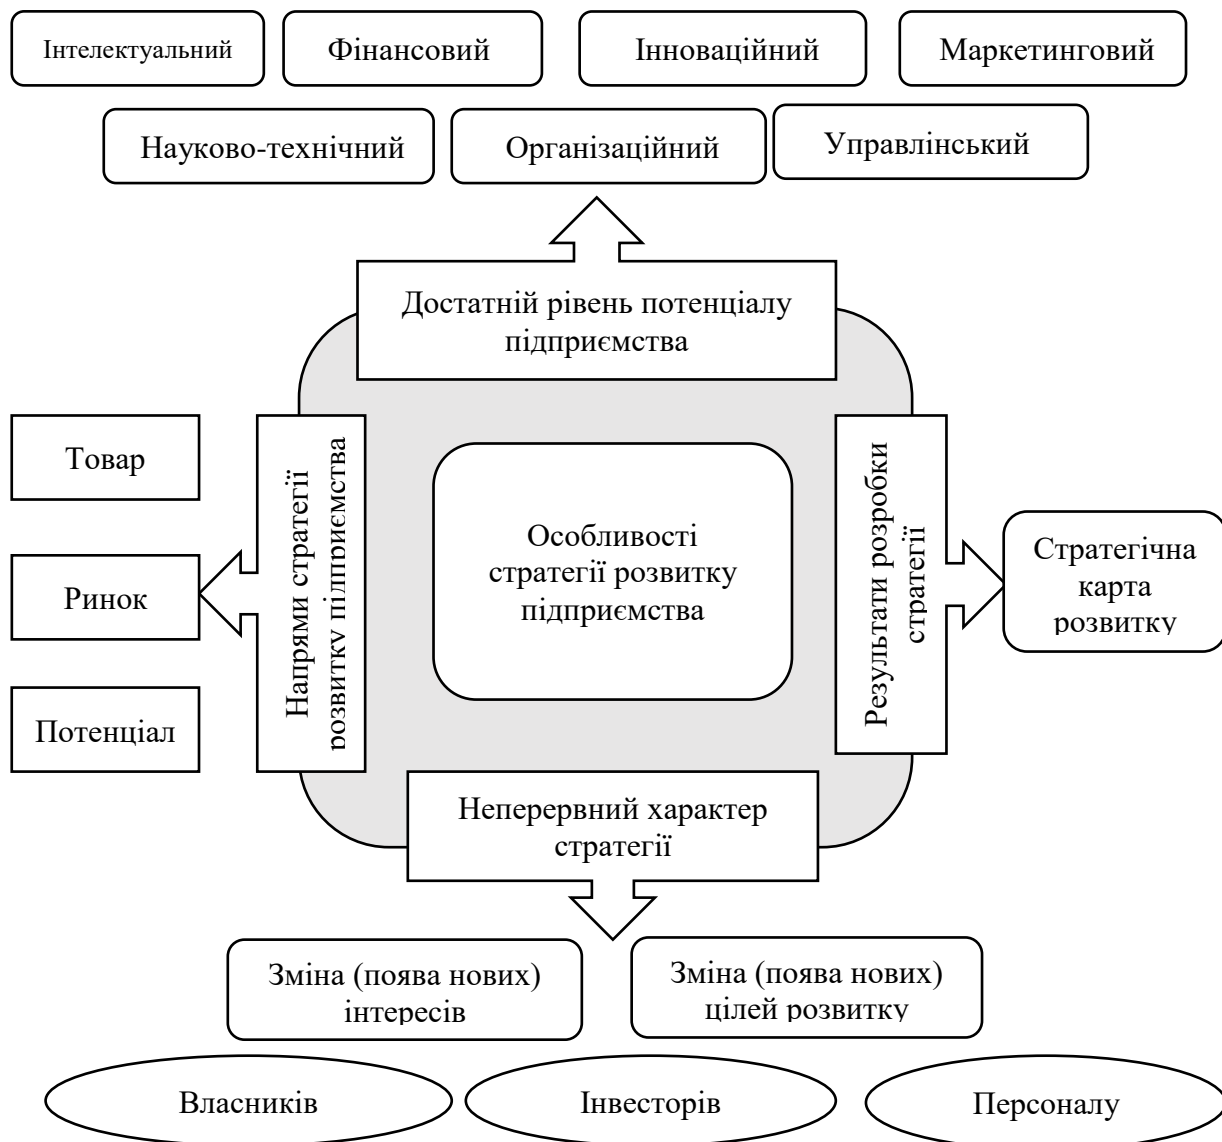 Інтелектуальний
Фінансовий
Інноваційний
Маркетинговий
Науково-технічний
Організаційний
Управлінський
Достатній рівень потенціалу
підприємства
Товар
Ринок
Потенціал
Напрями стратегії
розвитку підприємства
Особливості
стратегії розвитку
підприємства
Результати розробки
стратегії
Стратегічна
карта
розвитку
Неперервний характер
стратегії
Зміна (поява нових)
інтересів
Зміна (поява нових)
цілей розвитку
Власників
Інвесторів
Персоналу